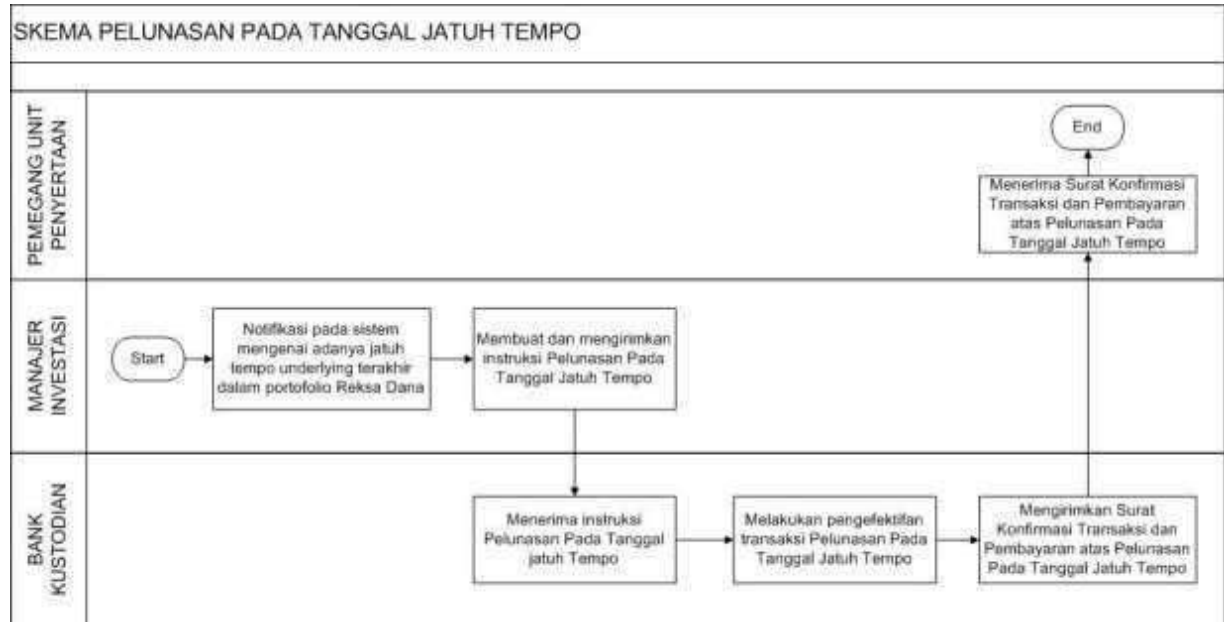 SKEMA PELUNASAN PADA TANGGAL JATUH TEMPO
PEMEGANG UNIT
PENYERTAAN
End
Menerima Surat Konfirmasi
Transaksi dan Pembayaran
atas Pelunasan Pada
Tanggal Jatuh Tempo
MANAJER
INVESTASI
Start
Notifikasi pada sistem
mengenai adanya jatuh
tempo underlying terakhir
dalam portofolio Reksa Dana
Membuat dan mengirimkan
instruksi Pelunasan Pada
Tanggal Jatuh Tempo
BANK
KUSTODIAN
Menerima instruksi
Pelunasan Pada Tanggal
jatuh Tempo
Melakukan pengefektifan
transaksi Pelunasan Pada
Tanggal Jatuh Tempo
Mengirimkan Surat
Konfirmasi Transaksi dan
Pembayaran atas Pelunasan
Pada Tanggal Jatuh Tempo